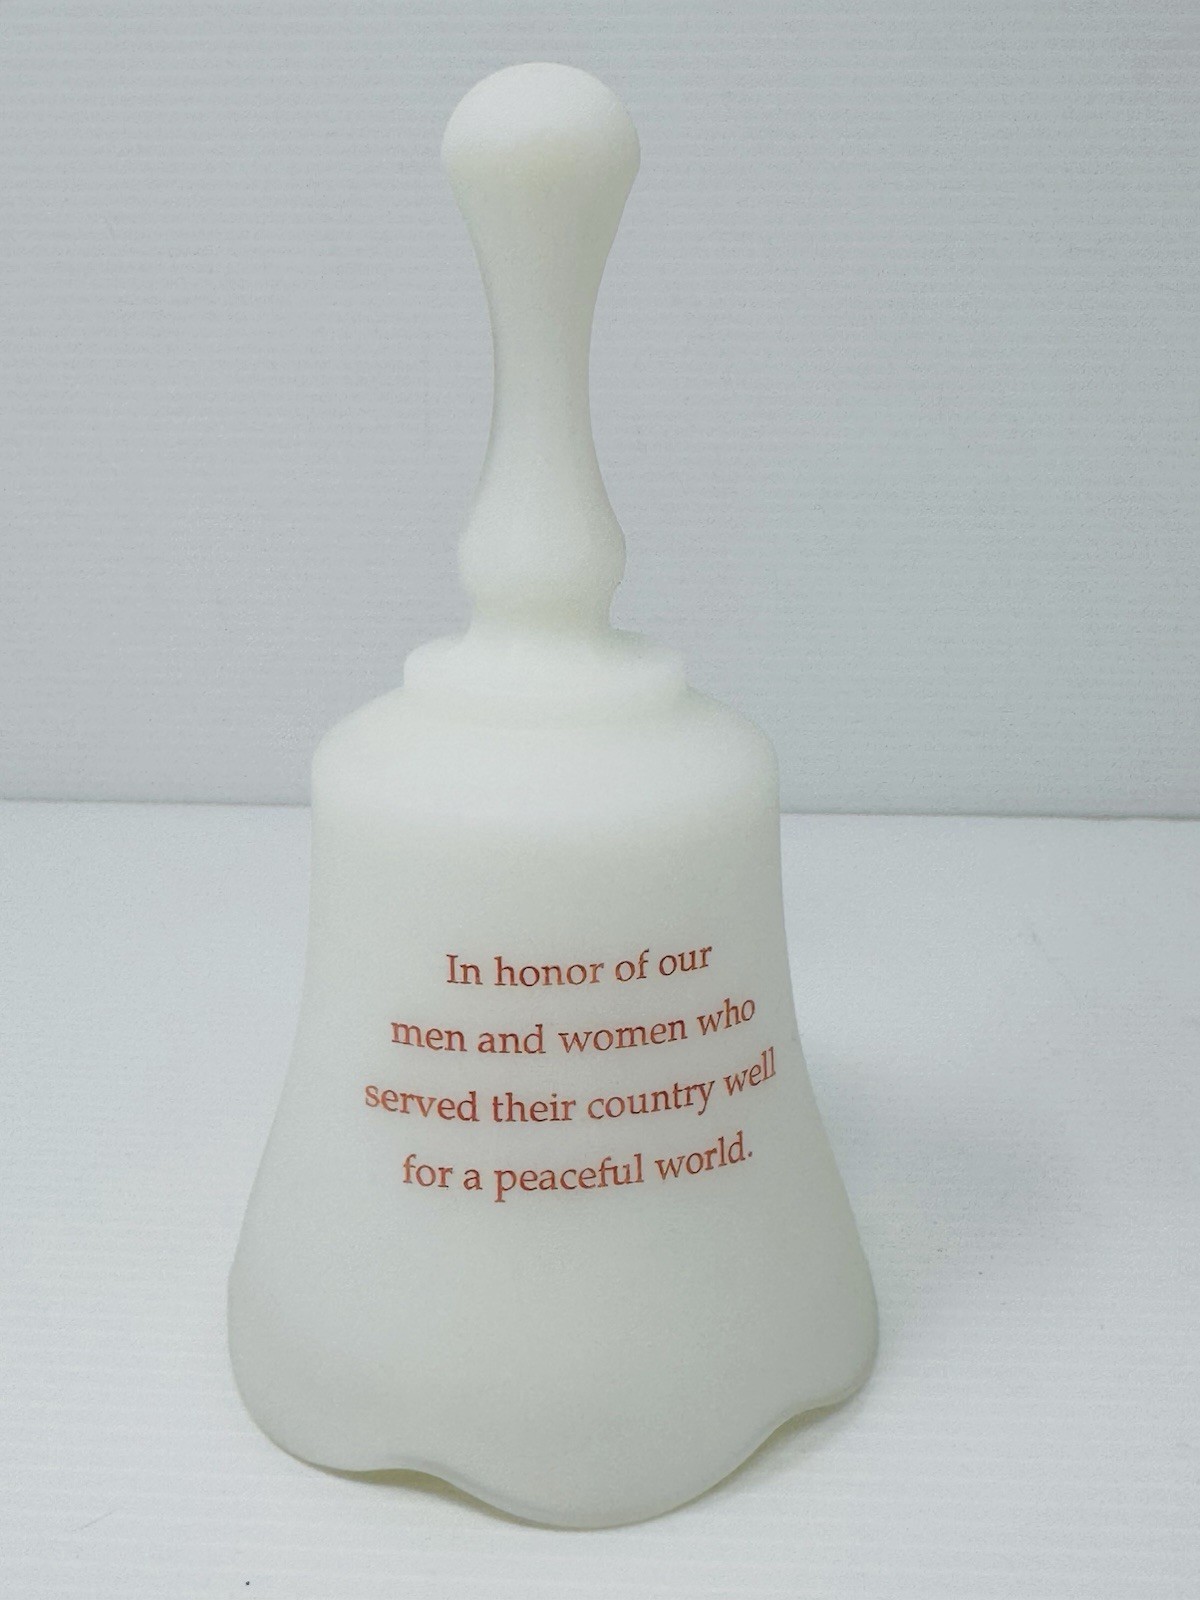 In honor of our
men and women who
served their country well
for a peaceful world.